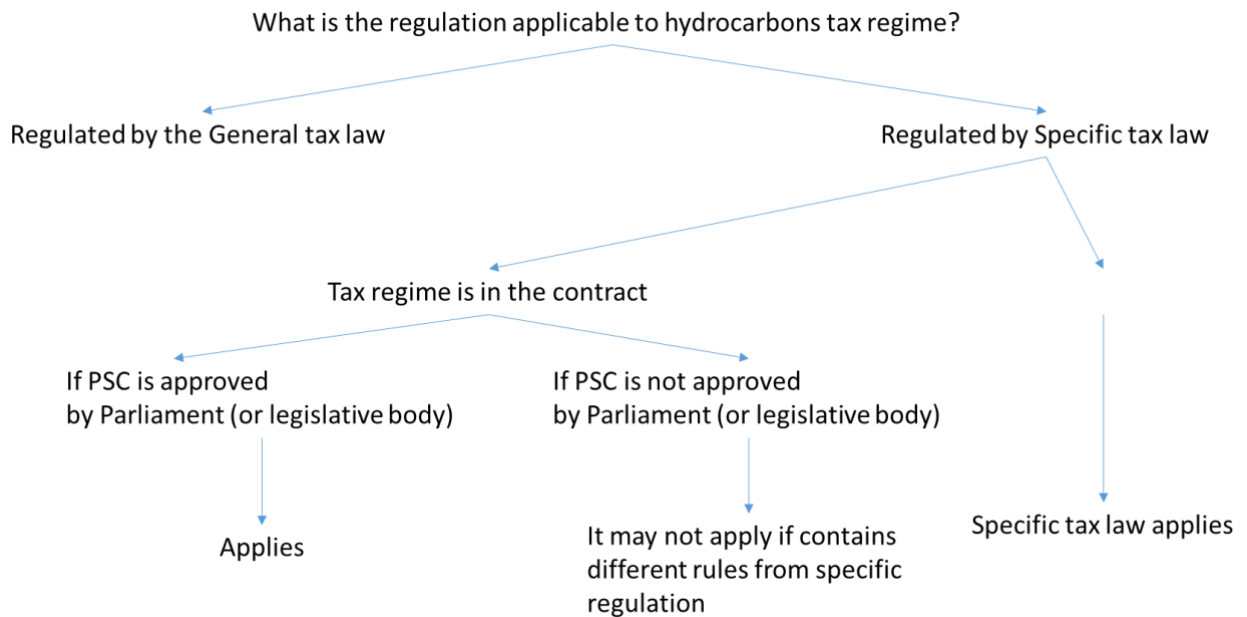 What is the regulation applicable to hydrocarbons tax regime?
Regulated by the General tax law
Regulated by Specific tax law
Tax regime is in the contract
If PSC is approved
by Parliament (or legislative body)
If PSC is not approved
by Parliament (or legislative body)
Applies
It may not apply if contains
different rules from specific
regulation
Specific tax law applies